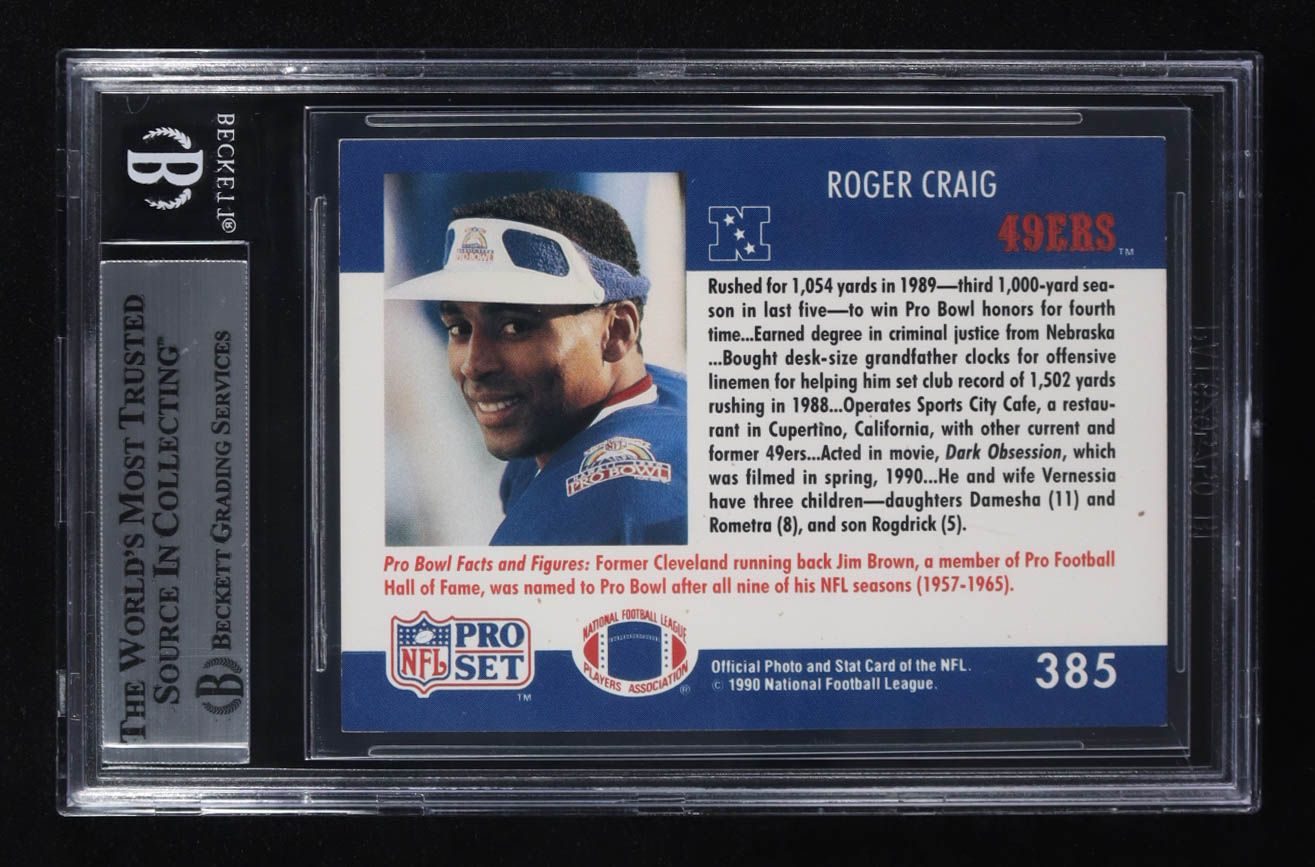 BECKETT®
B
THE WORLD'S MOST TRUSTED
SOURCE IN COLLECTING™
BECKETT GRADING SERVICES
B
ROGER CRAIG
N
49ERS™
PRO BOWL
NFL
PRO BOWL
Rushed for 1,054 yards in 1989—third 1,000-yard sea-
son in last five—to win Pro Bowl honors for fourth
time...Earned degree in criminal justice from Nebraska
...Bought desk-size grandfather clocks for offensive
linemen for helping him set club record of 1,502 yards
rushing in 1988...Operates Sports City Cafe, a restau-
rant in Cupertino, California, with other current and
former 49ers...Acted in movie, Dark Obsession, which
was filmed in spring, 1990...He and wife Vernessia
have three children—daughters Damesha (11) and
Rometra (8), and son Rogdrick (5).
Pro Bowl Facts and Figures: Former Cleveland running back Jim Brown, a member of Pro Football
Hall of Fame, was named to Pro Bowl after all nine of his NFL seasons (1957-1965).
NFL PRO SET™
NATIONAL FOOTBALL LEAGUE
PLAYERS ASSOCIATION®
Official Photo and Stat Card of the NFL.
© 1990 National Football League.
385